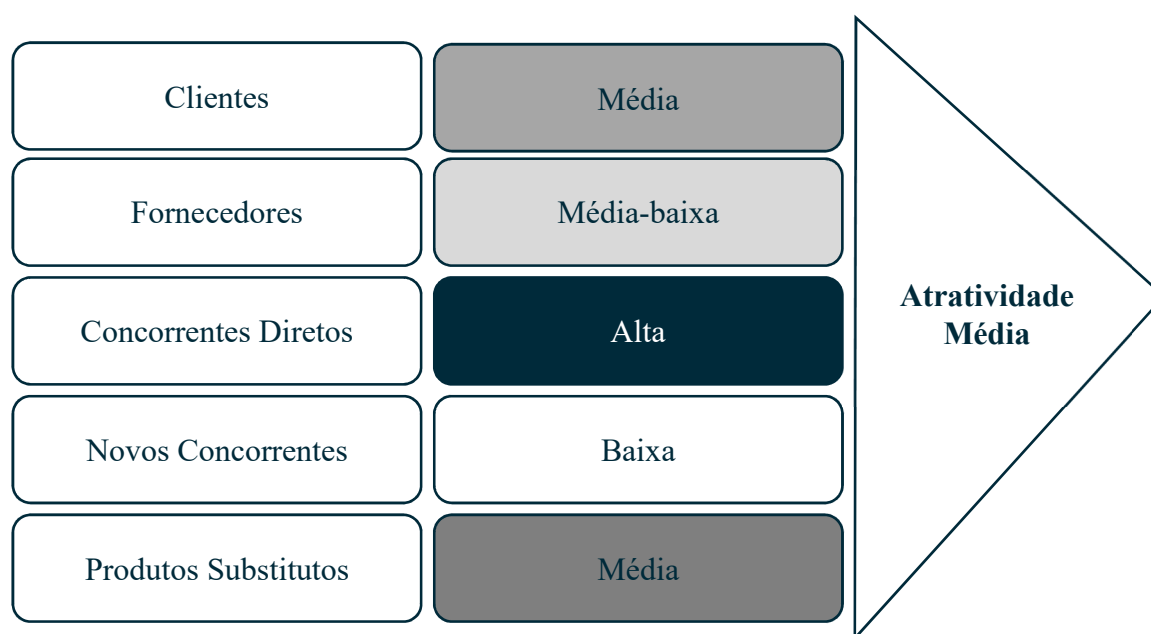 Clientes
Média
Fornecedores
Média-baixa
Concorrentes Diretos
Alta
Novos Concorrentes
Baixa
Produtos Substitutos
Média
Atratividade
Média